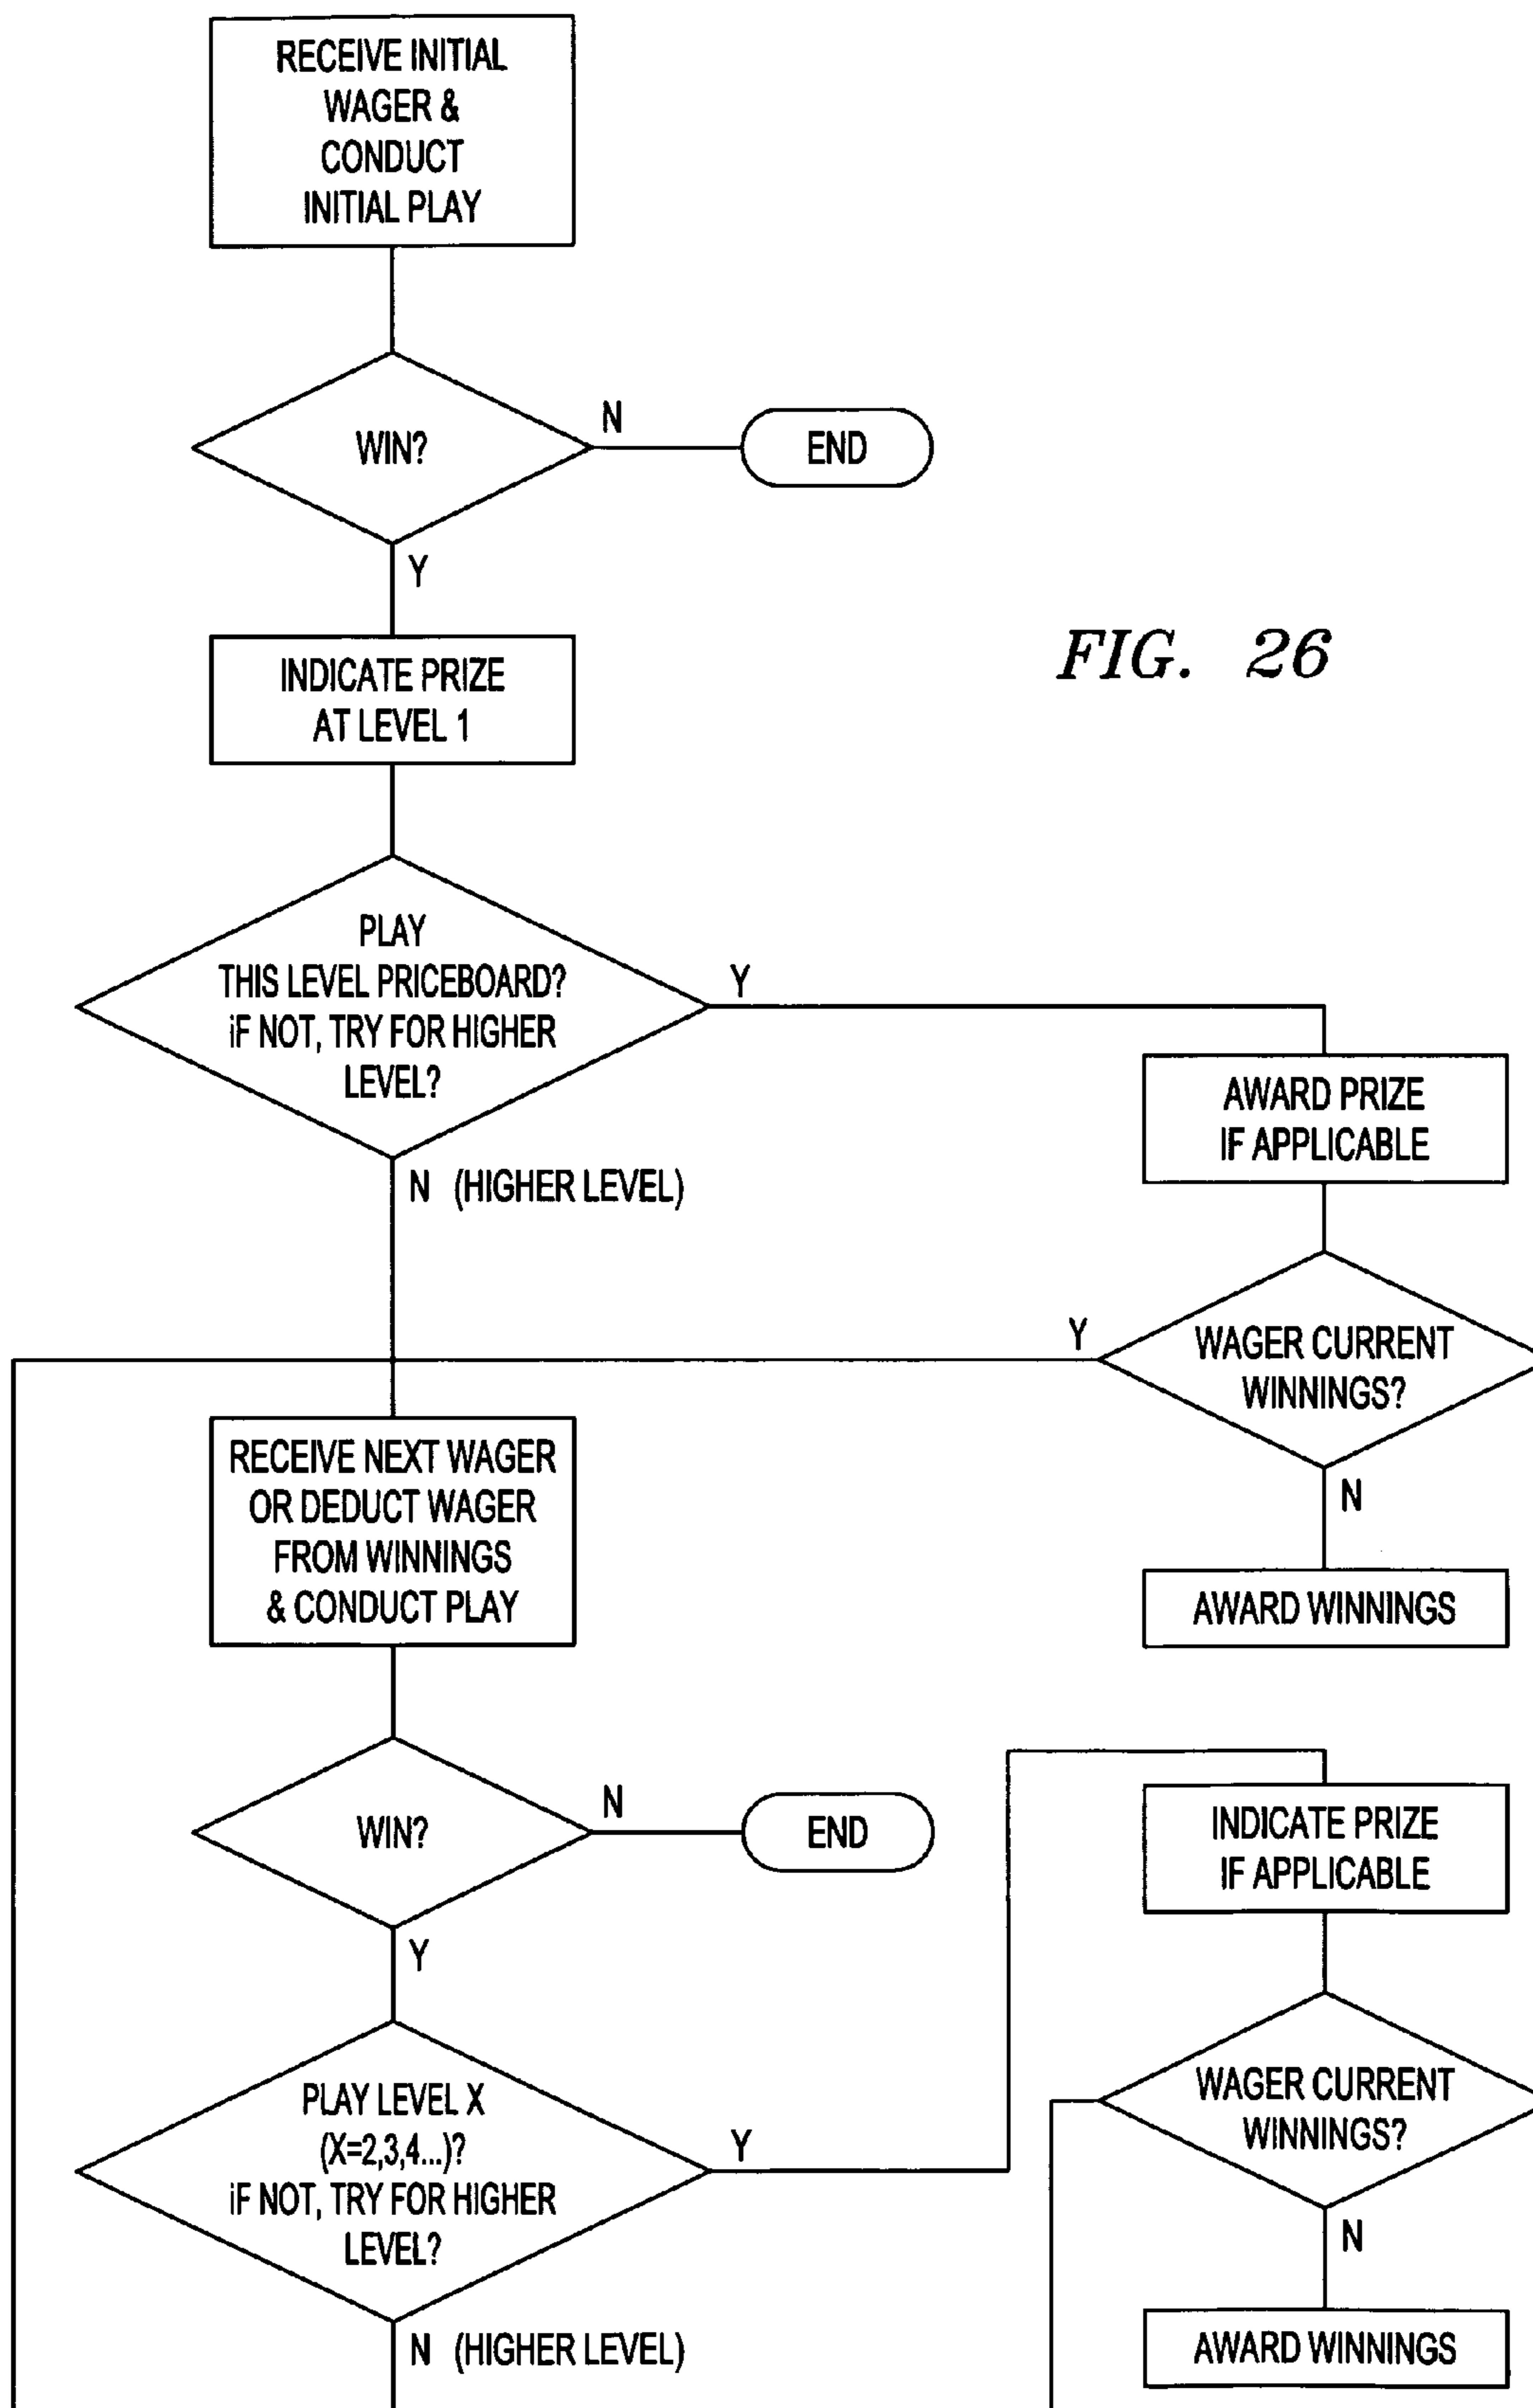 RECEIVE INITIAL
WAGER &
CONDUCT
INITIAL PLAY
WIN?
N
END
Y
INDICATE PRIZE
AT LEVEL 1
FIG. 26
PLAY
THIS LEVEL PRICEBOARD?
iF NOT, TRY FOR HIGHER
LEVEL?
Y
N (HIGHER LEVEL)
AWARD PRIZE
IF APPLICABLE
WAGER CURRENT
WINNINGS?
Y
N
AWARD WINNINGS
RECEIVE NEXT WAGER
OR DEDUCT WAGER
FROM WINNINGS
& CONDUCT PLAY
WIN?
N
END
Y
PLAY LEVEL X
(X=2,3,4...)?
iF NOT, TRY FOR HIGHER
LEVEL?
Y
N (HIGHER LEVEL)
INDICATE PRIZE
IF APPLICABLE
WAGER CURRENT
WINNINGS?
N
AWARD WINNINGS